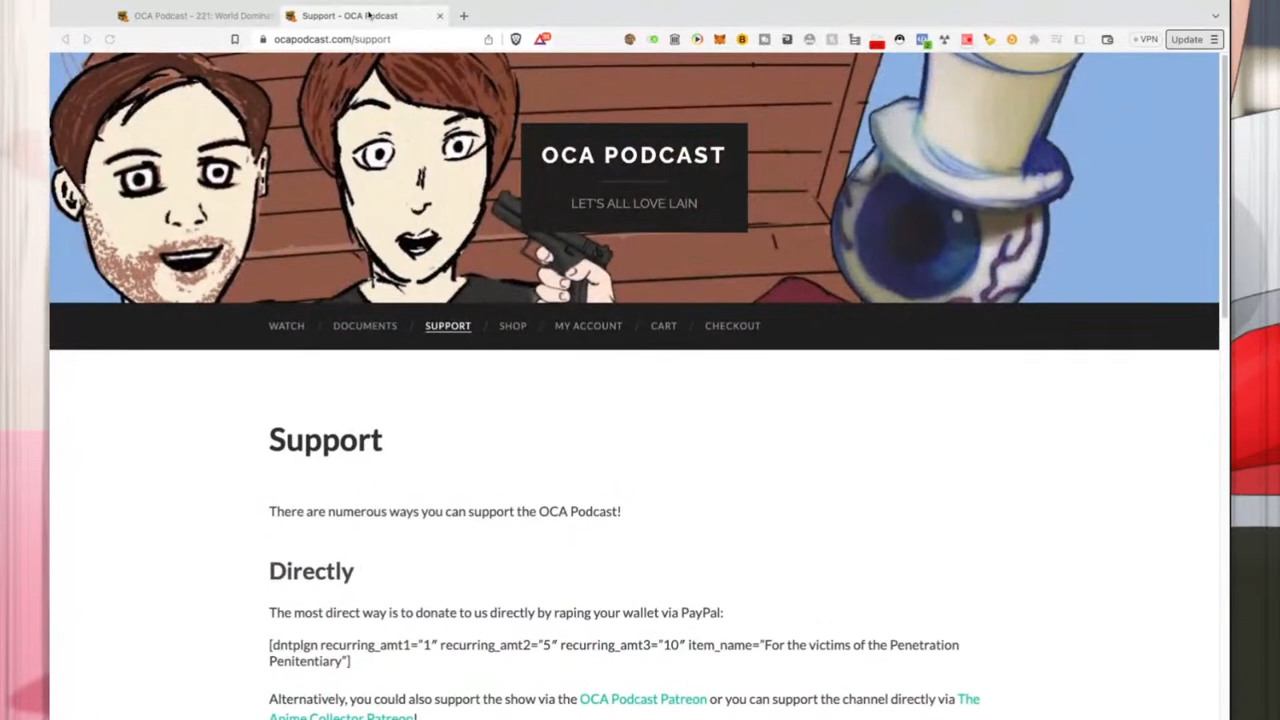 OCA Podcast - 221: World Domina
Support - OCA Podcast
ocapodcast.com/support
VPN
Update
OCA PODCAST
LET'S ALL LOVE LAIN
WATCH / DOCUMENTS / SUPPORT / SHOP / MY ACCOUNT / CART / CHECKOUT
Support
There are numerous ways you can support the OCA Podcast!
Directly
The most direct way is to donate to us directly by raping your wallet via PayPal:
[dntplgn recurring_amt1="1″ recurring_amt2="5″ recurring_amt3="10″ item_name="For the victims of the Penetration
Penitentiary"]
Alternatively, you could also support the show via the OCA Podcast Patreon or you can support the channel directly via The
Anime Collector Patreon!